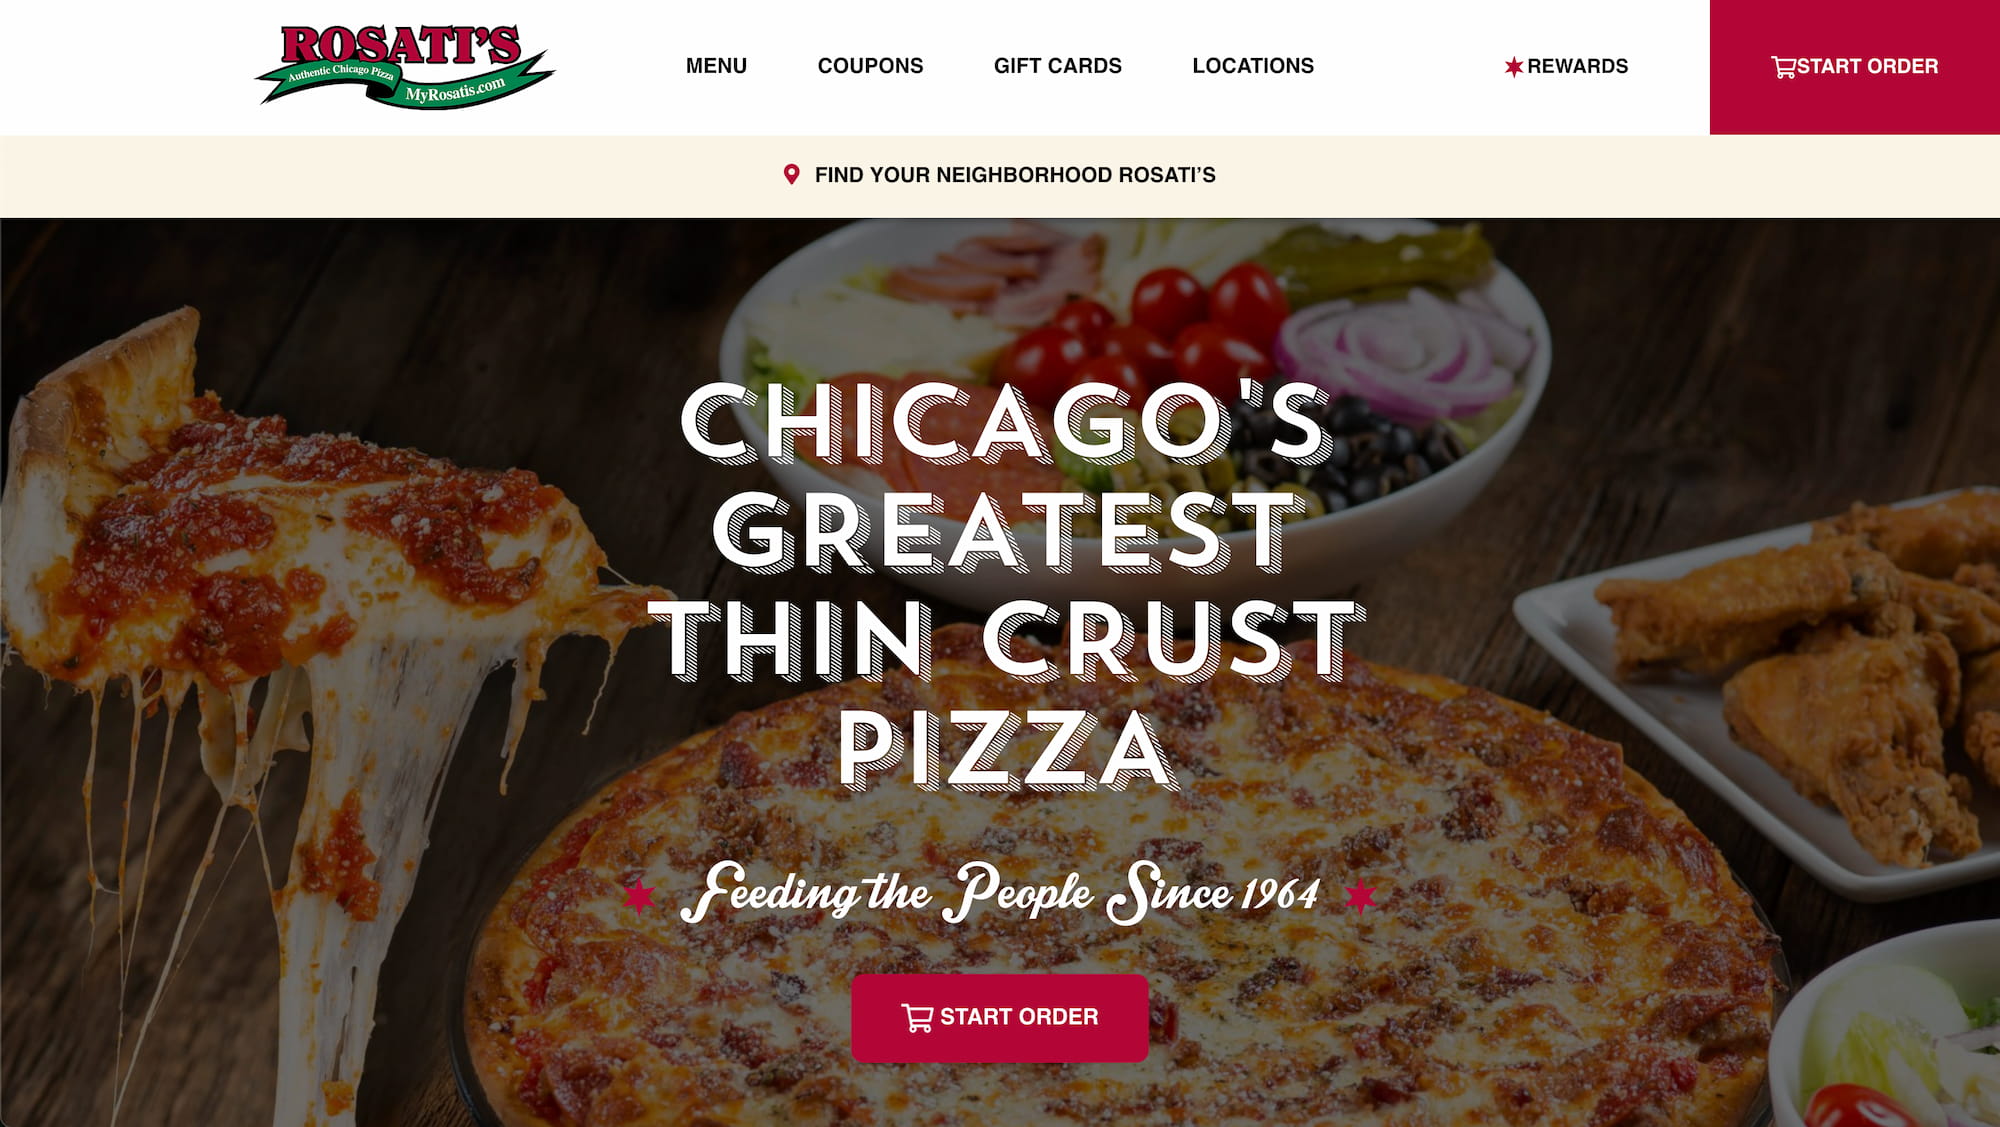 ROSATI'S
Authentic Chicago Pizza
MyRosatis.com
MENU
COUPONS
GIFT CARDS
LOCATIONS
REWARDS
START ORDER
FIND YOUR NEIGHBORHOOD ROSATI'S
CHICAGO'S
GREATEST
THIN CRUST
PIZZA
Feeding the People Since 1964
START ORDER